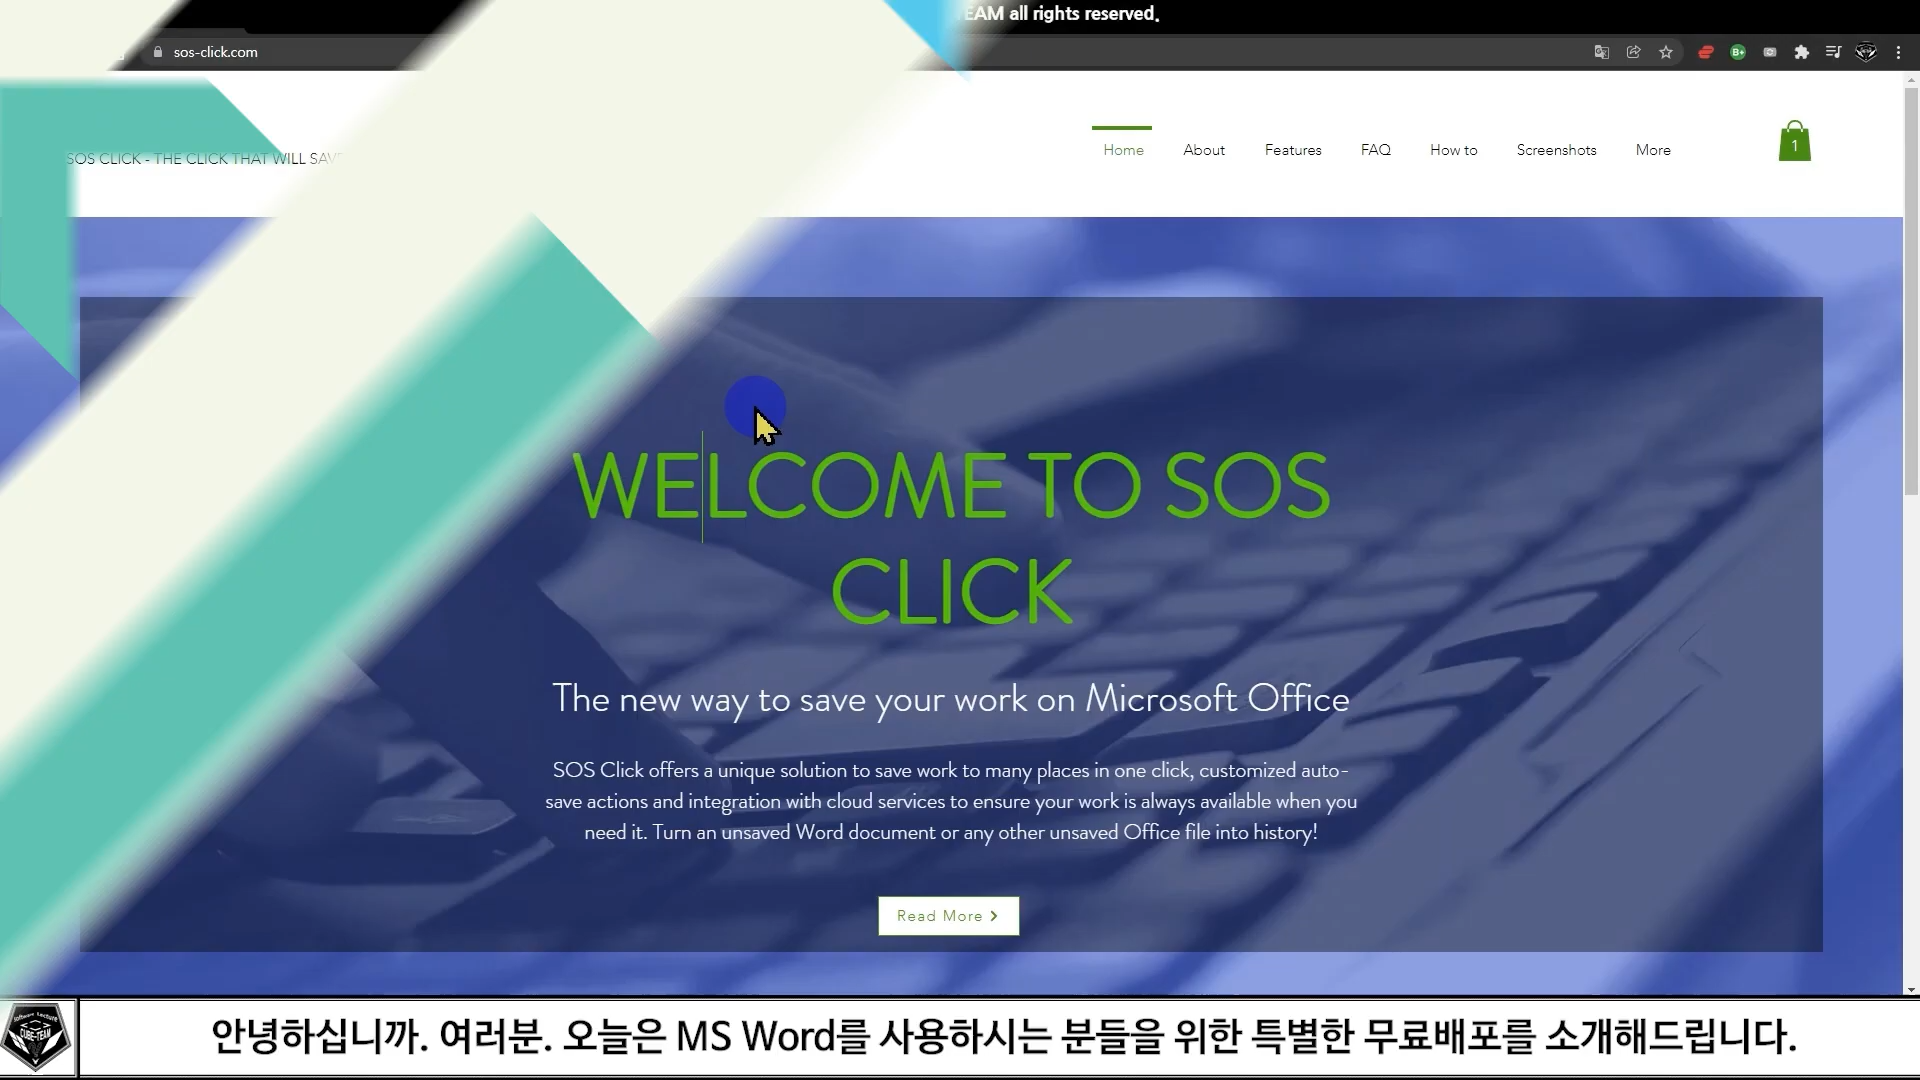 TEAM all rights reserved.
sos-click.com
SOS CLICK - THE CLICK THAT WILL SAVE
Home About Features FAQ How to Screenshots More
1
WELCOME TO SOS
CLICK
The new way to save your work on Microsoft Office
SOS Click offers a unique solution to save work to many places in one click, customized auto-
save actions and integration with cloud services to ensure your work is always available when you
need it. Turn an unsaved Word document or any other unsaved Office file into history!
Read More
Software Lecture
CUBE-TEAM
안녕하십니까. 여러분. 오늘은 MS Word를 사용하시는 분들을 위한 특별한 무료배포를 소개해드립니다.